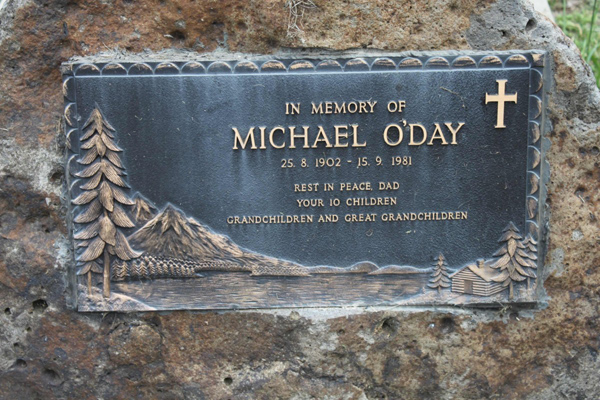 IN MEMORY OF
MICHAEL O'DAY
25. 8. 1902 - 15. 9. 1981
REST IN PEACE, DAD
YOUR 10 CHILDREN
GRANDCHILDREN AND GREAT GRANDCHILDREN